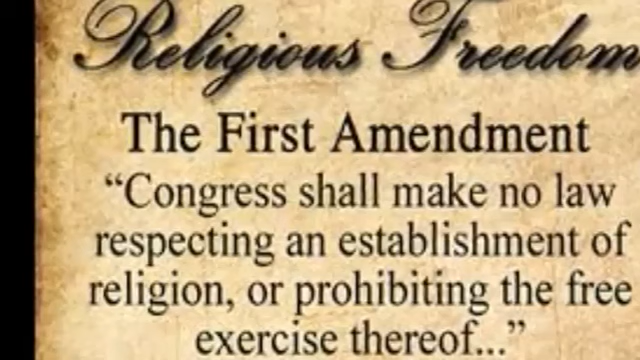 Religious Freedom
The First Amendment
“Congress shall make no law
respecting an establishment of
religion, or prohibiting the free
exercise thereof...”